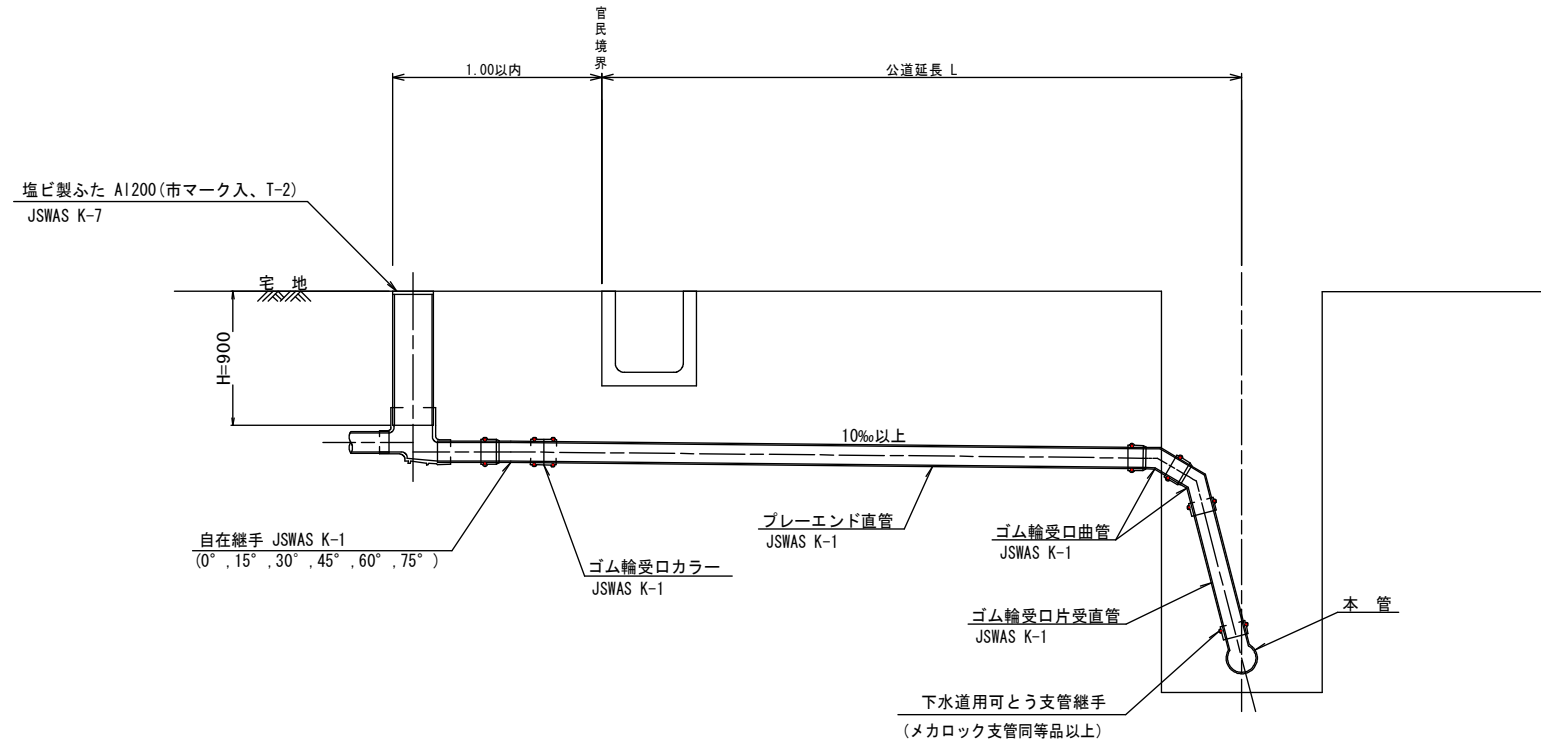 官民境界
1.00以内
公道延長 L
塩ビ製ふた AI200(市マーク入、T-2)
JSWAS K-7
宅 地
H=900
10‰以上
自在継手 JSWAS K-1
(0°,15°,30°,45°,60°,75°)
ゴム輪受口カラー
JSWAS K-1
プレーエンド直管
JSWAS K-1
ゴム輪受口曲管
JSWAS K-1
ゴム輪受口片受直管
JSWAS K-1
本 管
下水道用可とう支管継手
(メカロック支管同等品以上)